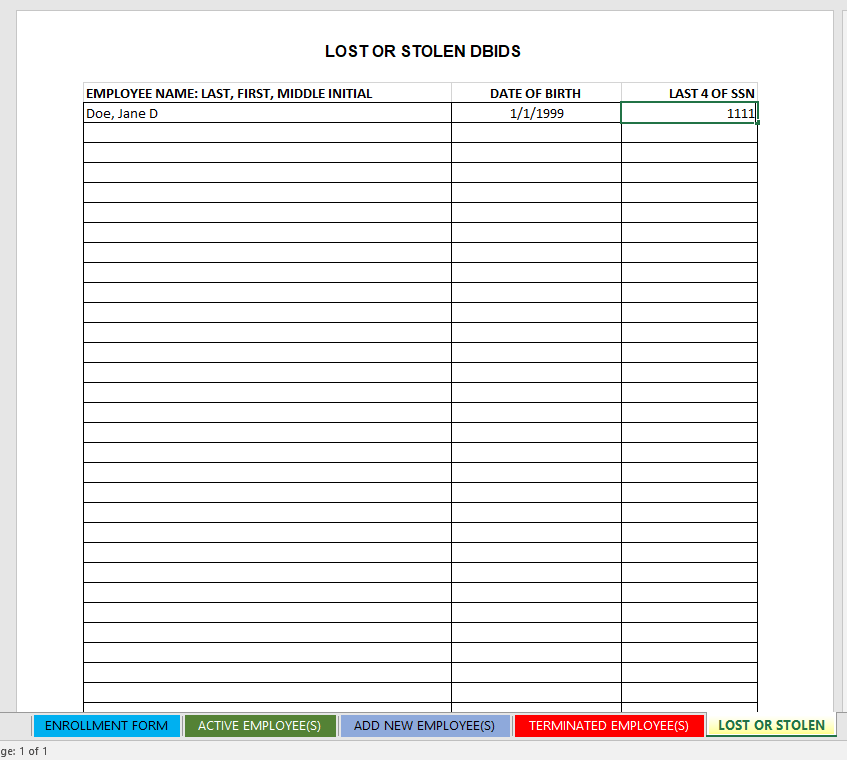 LOST OR STOLEN DBIDS
EMPLOYEE NAME: LAST, FIRST, MIDDLE INITIAL DATE OF BIRTH LAST 4 OF SSN
Doe, Jane D 1/1/1999 1111
ENROLLMENT FORM ACTIVE EMPLOYEE(S) ADD NEW EMPLOYEE(S) TERMINATED EMPLOYEE(S) LOST OR STOLEN
ge: 1 of 1